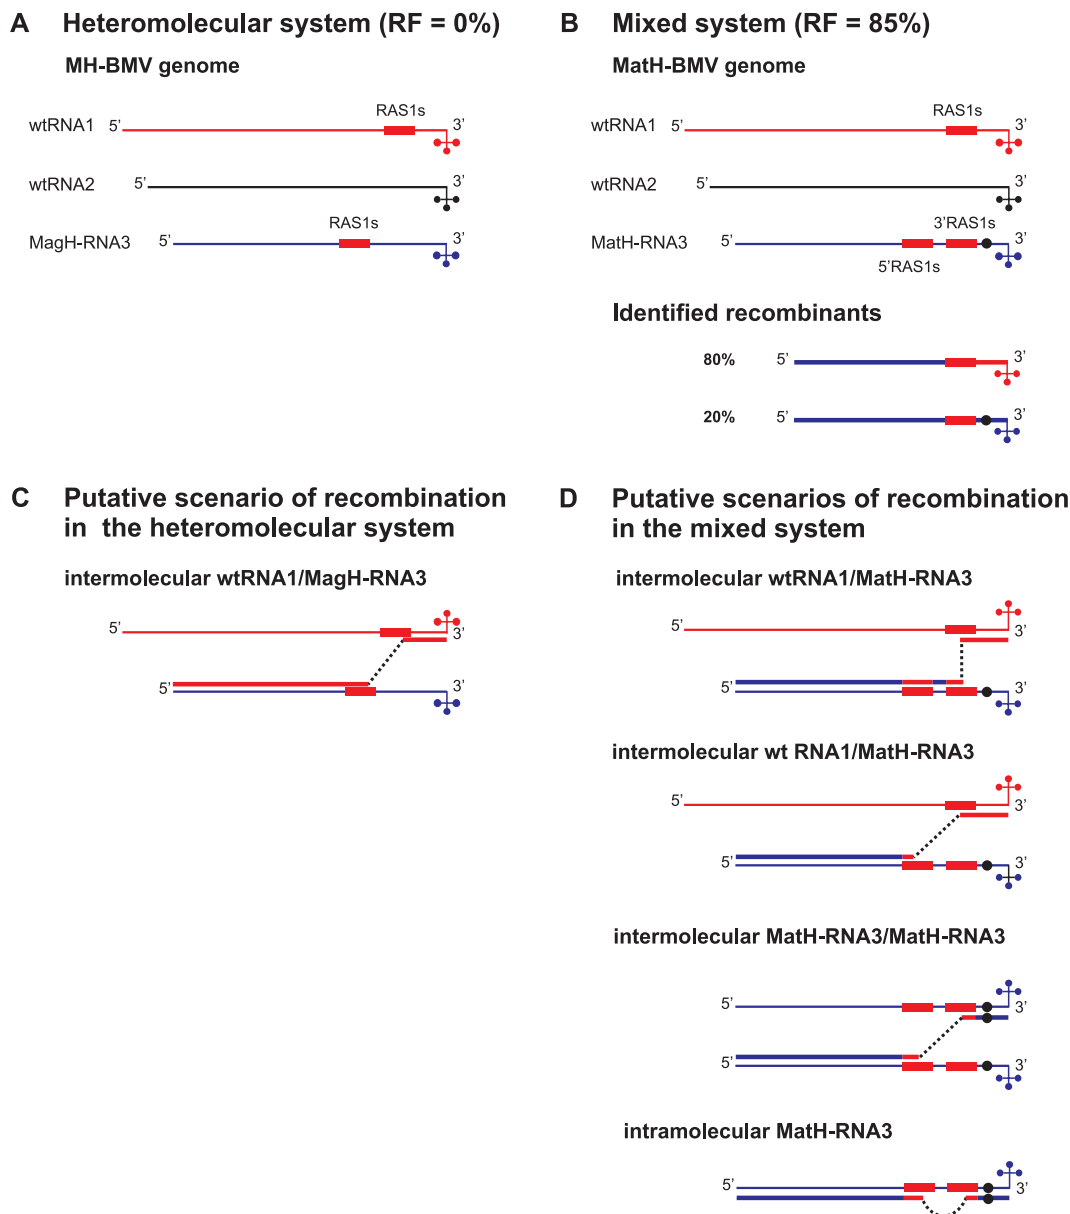 A Heteromolecular system (RF = 0%)
MH-BMV genome
RAS1s
wtRNA1 5' 3'
wtRNA2 5' 3'
RAS1s
MagH-RNA3 5' 3'
B Mixed system (RF = 85%)
MatH-BMV genome
RAS1s
wtRNA1 5' 3'
wtRNA2 5' 3'
3'RAS1s
MatH-RNA3 5' 3'
5'RAS1s
Identified recombinants
80% 5' 3'
20% 5' 3'
C Putative scenario of recombination
in the heteromolecular system
intermolecular wtRNA1/MagH-RNA3
5' 3'
5' 3'
D Putative scenarios of recombination
in the mixed system
intermolecular wtRNA1/MatH-RNA3
5' 3'
5' 3'
intermolecular wt RNA1/MatH-RNA3
5' 3'
5' 3'
intermolecular MatH-RNA3/MatH-RNA3
5' 3'
5' 3'
intramolecular MatH-RNA3
5' 3'